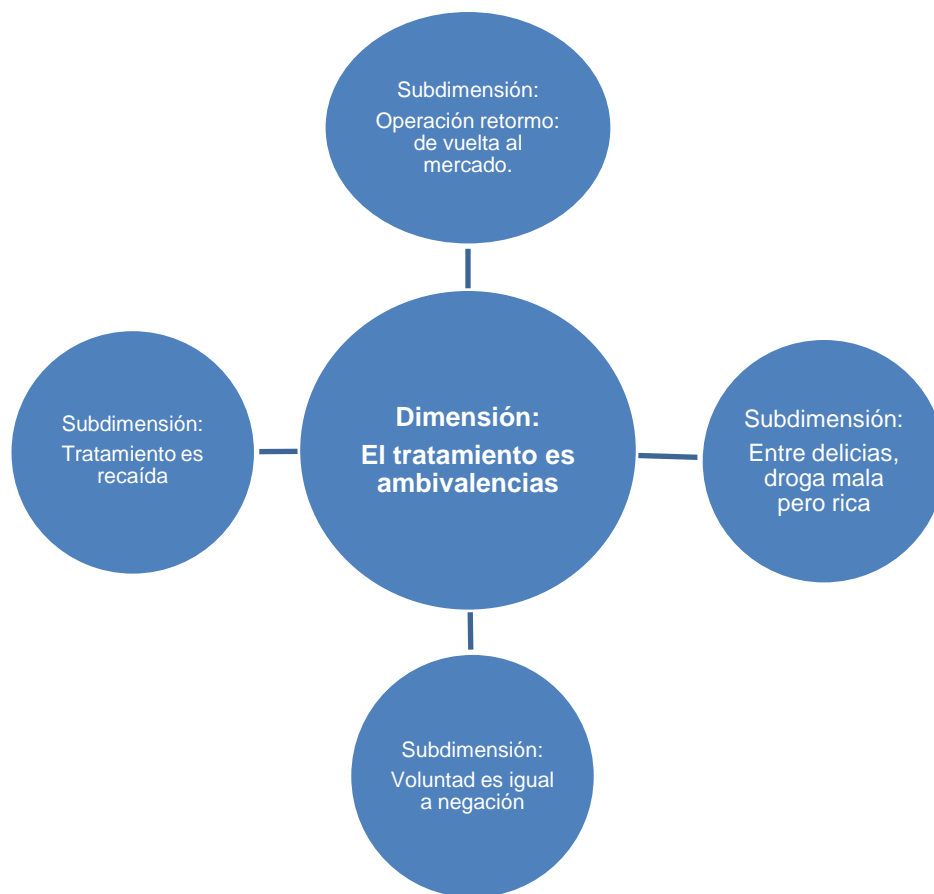 Subdimensión:
Operación retormo:
de vuelta al
mercado.
Subdimensión:
Tratamiento es
recaída
Dimensión:
El tratamiento es
ambivalencias
Subdimensión:
Entre delicias,
droga mala
pero rica
Subdimensión:
Voluntad es igual
a negación